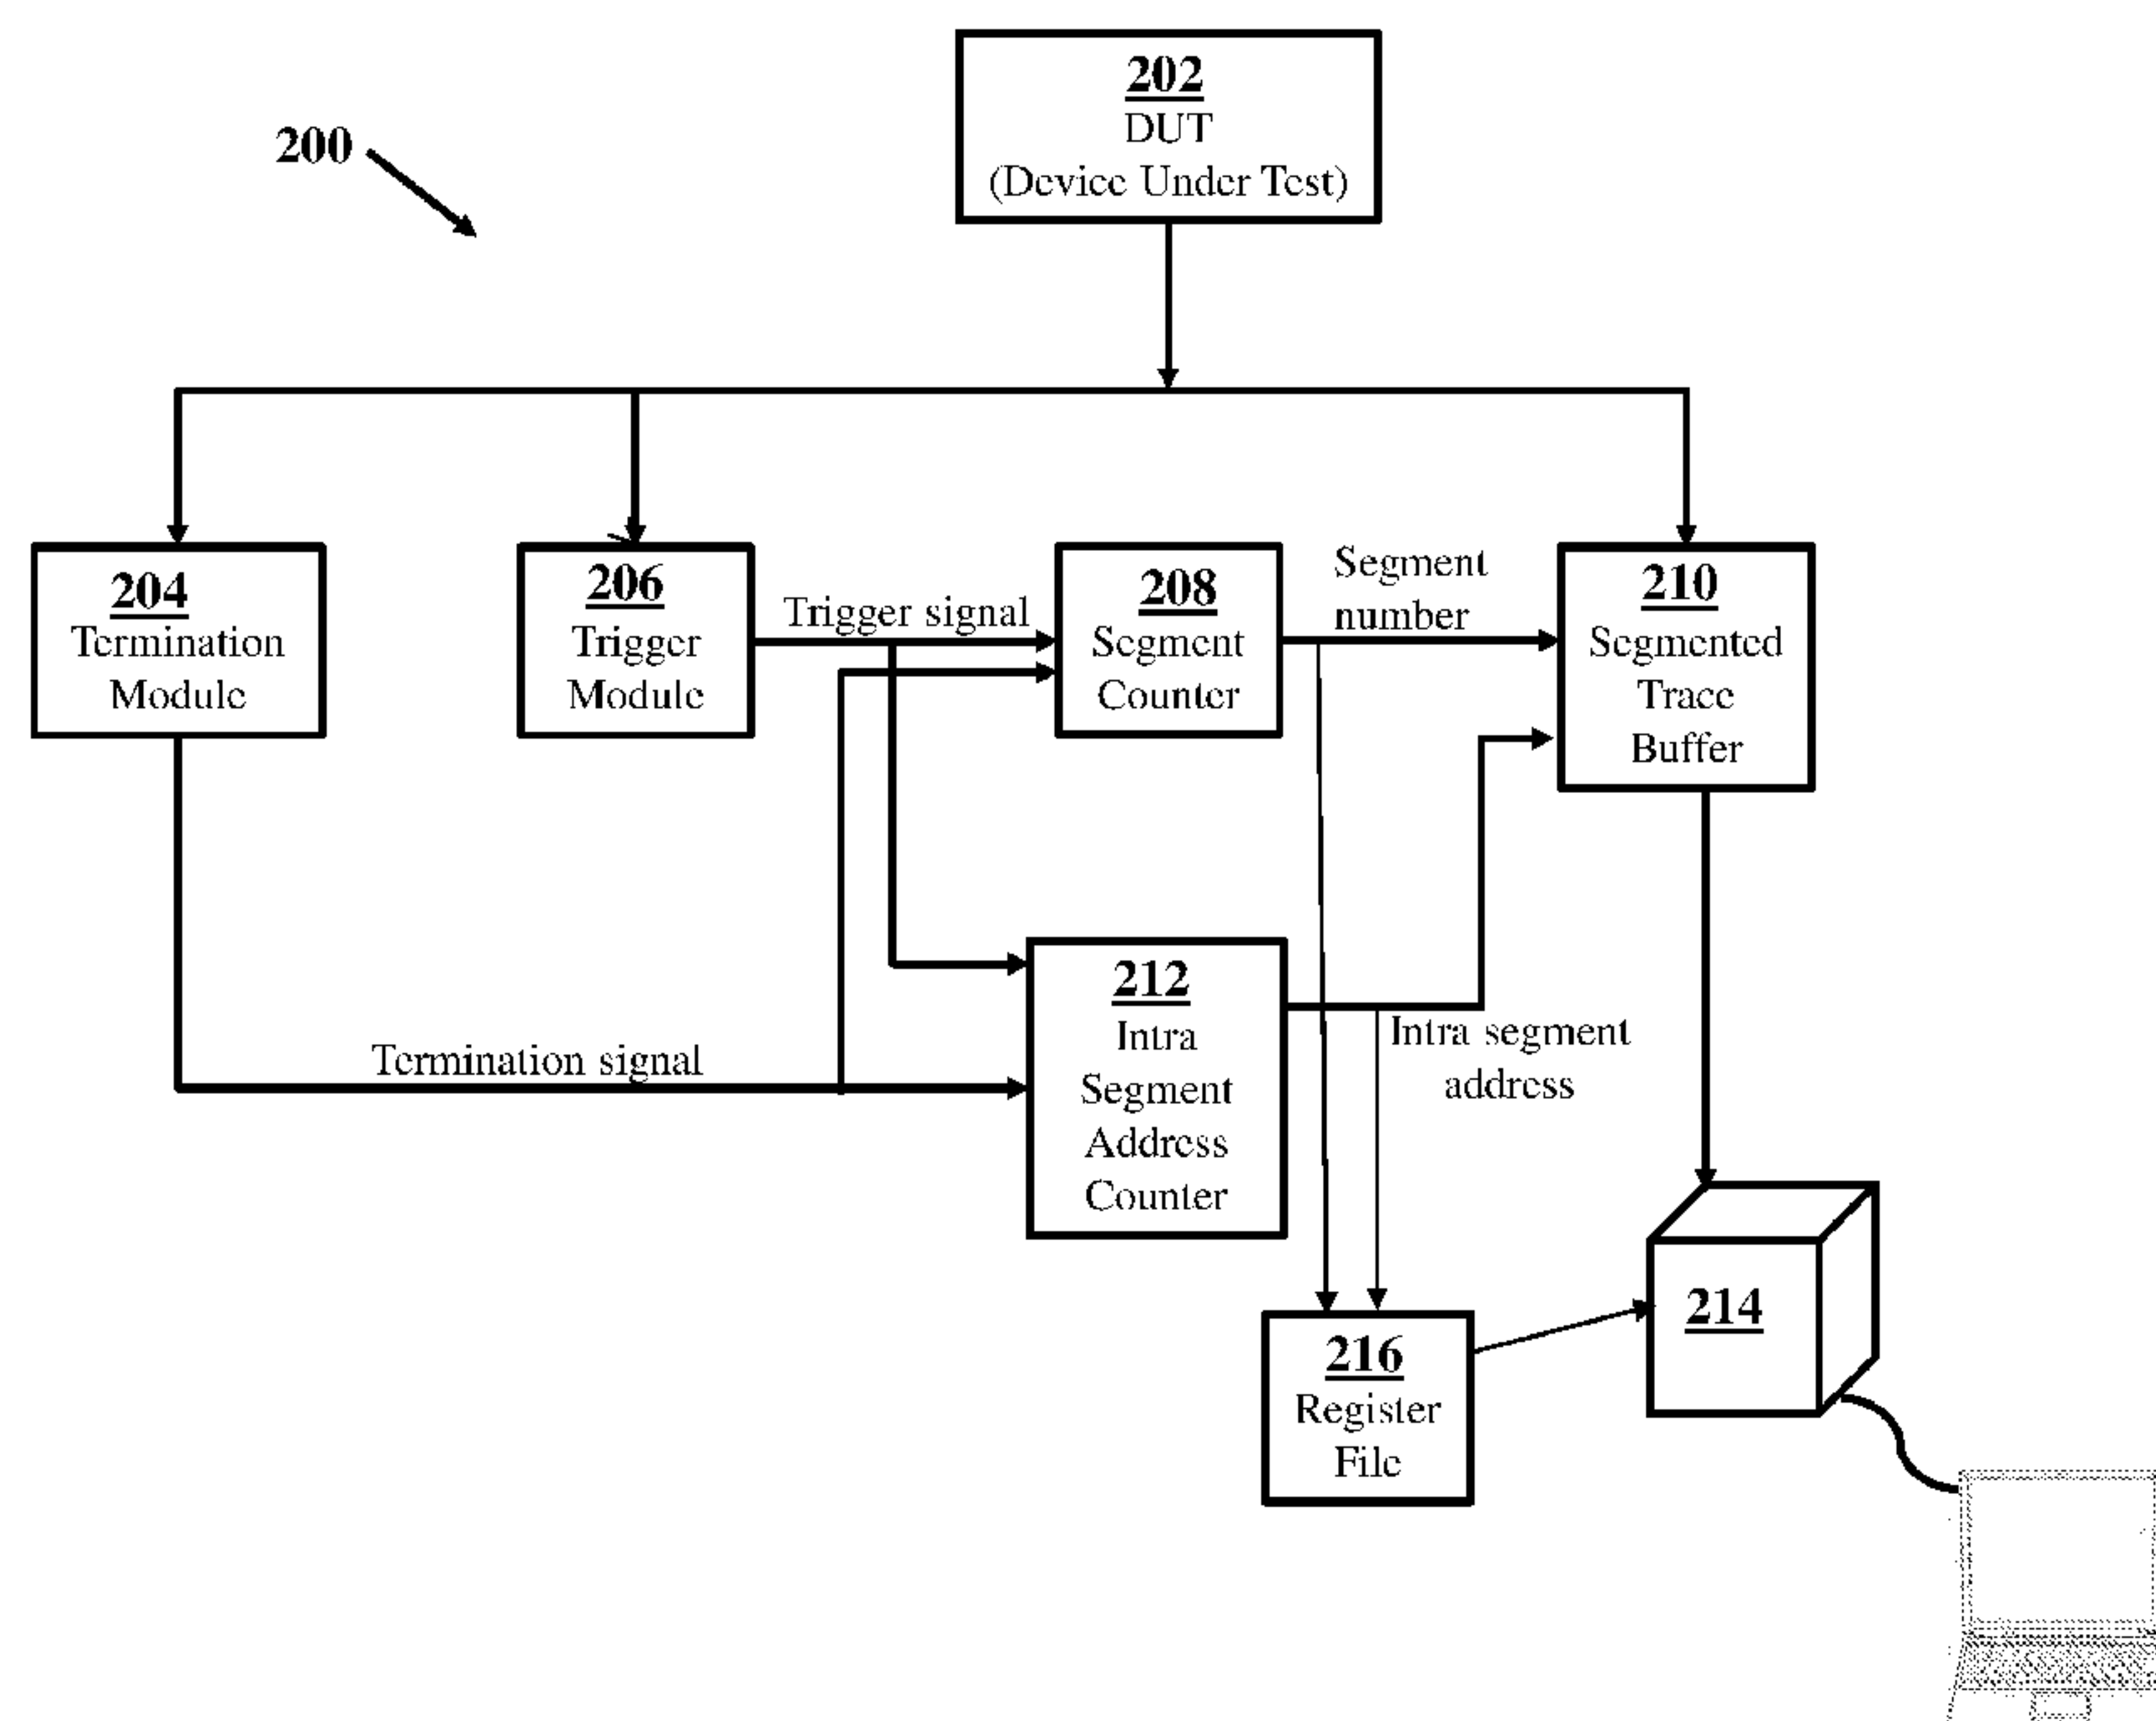 200
202
DUT
(Device Under Test)
204
Termination
Module
206
Trigger
Module
Trigger signal
208
Segment
Counter
Segment
number
210
Segmented
Trace
Buffer
Termination signal
212
Intra
Segment
Address
Counter
Intra segment
address
214
216
Register
File